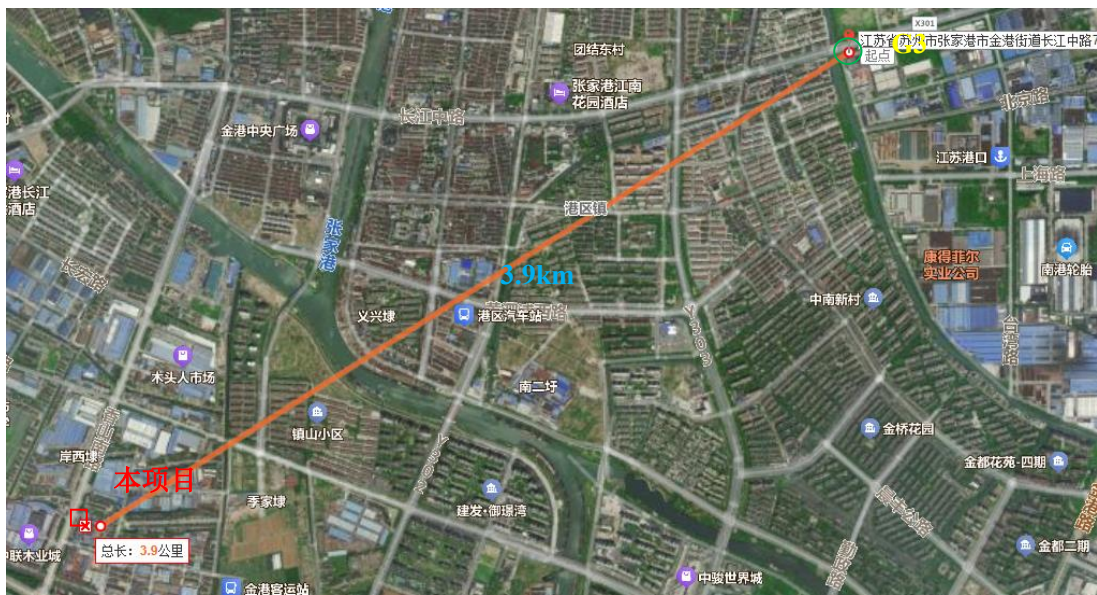 X301
江苏省苏州市张家港市金港街道长江中路7
G3
起点
团结东村
张家港江南
花园酒店
长江中路
金港中央广场
北京路
江苏港口
上海路
港长江
酒店
港区镇
张家港
康得菲尔
实业公司
南港轮胎
长宏路
3.9km
中南新村
义兴埭
港区汽车站
台湾路
木头人市场
南二圩
镇山小区
金桥花园
岸西埭
金都花苑-四期
本项目
季家埭
建发·御璟湾
中联木业城
总长：3.9公里
金都二期
金港客运站
中骏世界城